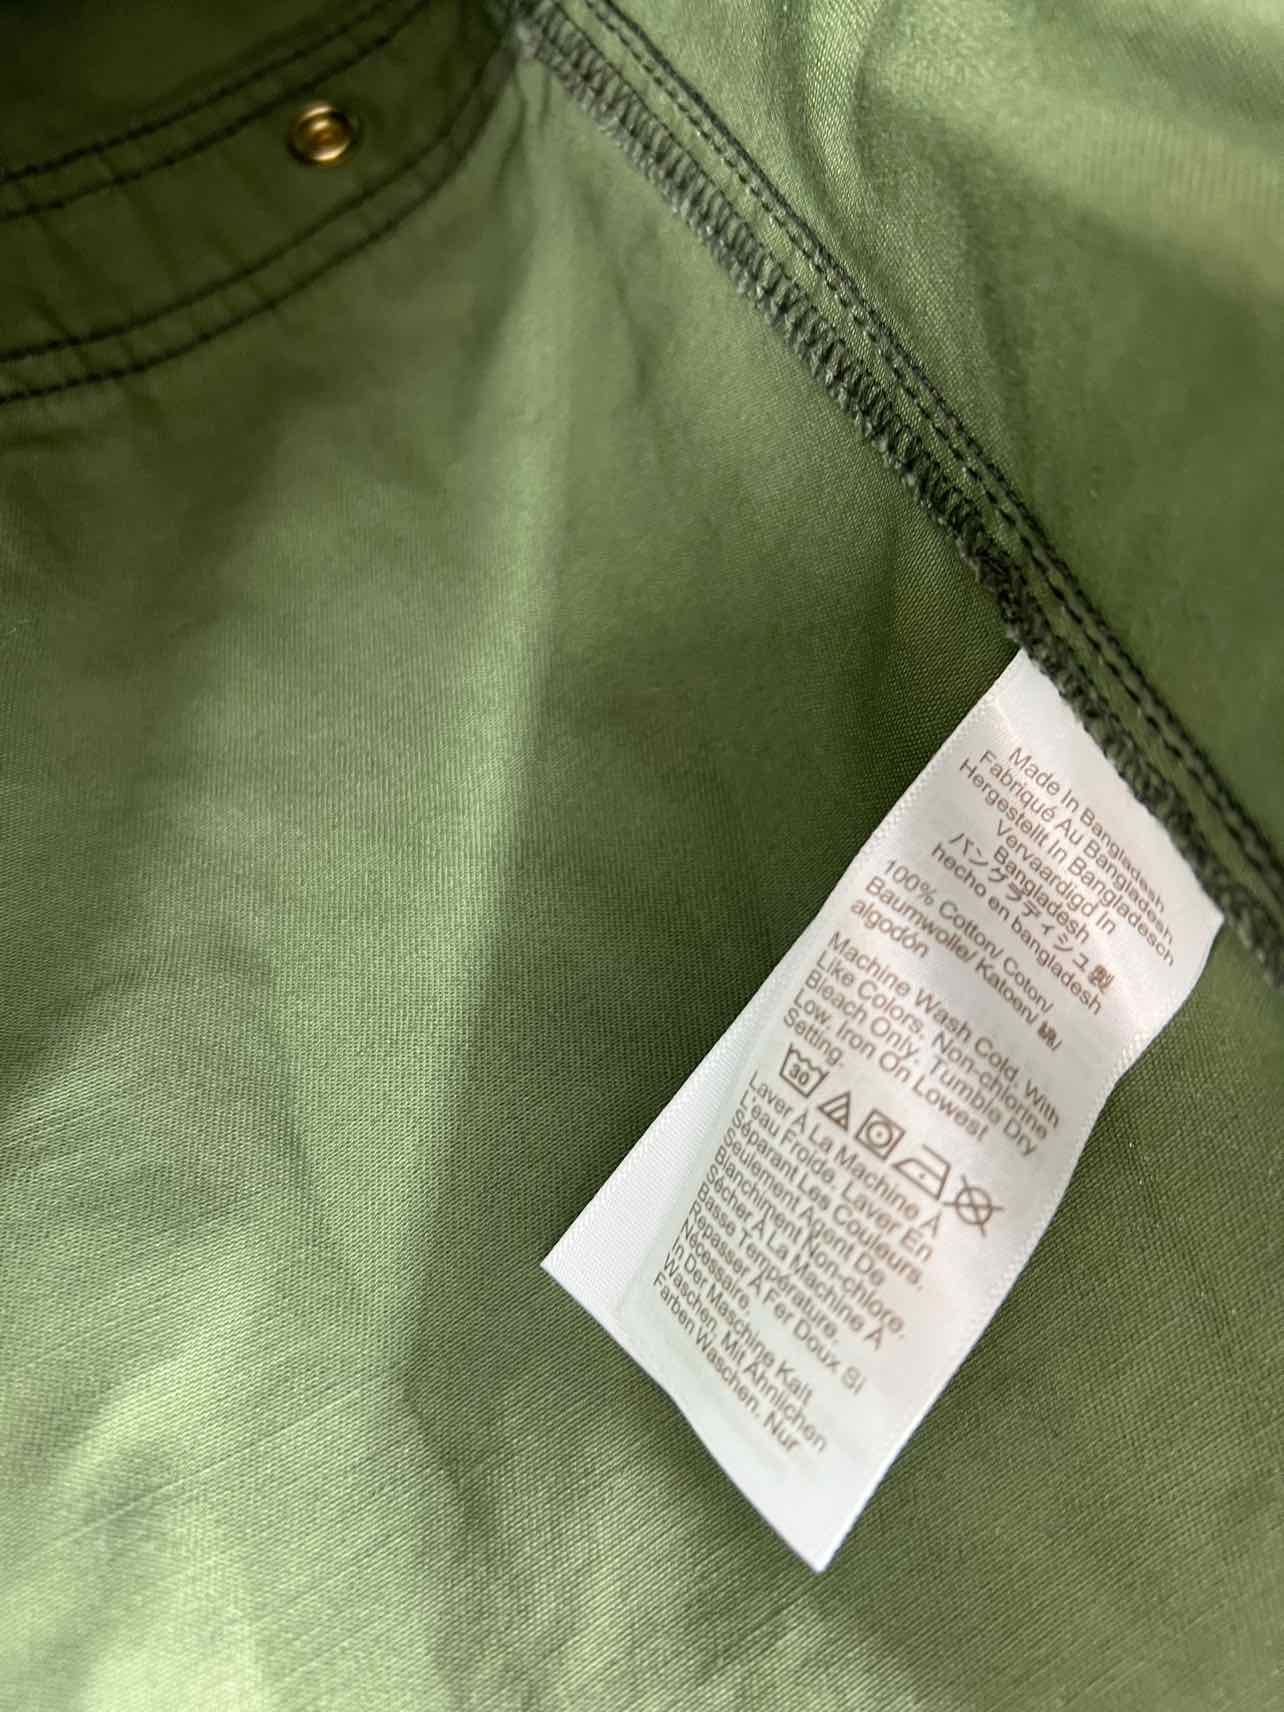 Made In Bangladesh
Fabriqué Au Bangladesh
Hergestellt In Bangladesch
Vervaardigd In
Bangladesh
バングラディシュ製
hecho en bangladesh
100% Cotton/ Coton/
Baumwolle/ Katoen/ 綿/
algodón
Machine Wash Cold. With
Like Colors. Non-chlorine
Bleach Only. Tumble Dry
Low. Iron On Lowest
Setting.
30
Laver À La Machine À
L'eau Froide. Laver En
Séparant Les Couleurs.
Seulement Agent De
Blanchiment Non-chlore.
Sécher À La Machine À
Basse Température.
Repasser À Fer Doux Si
Nécessaire.
In Der Maschine Kalt
Waschen. Mit Ähnlichen
Farben Waschen. Nur